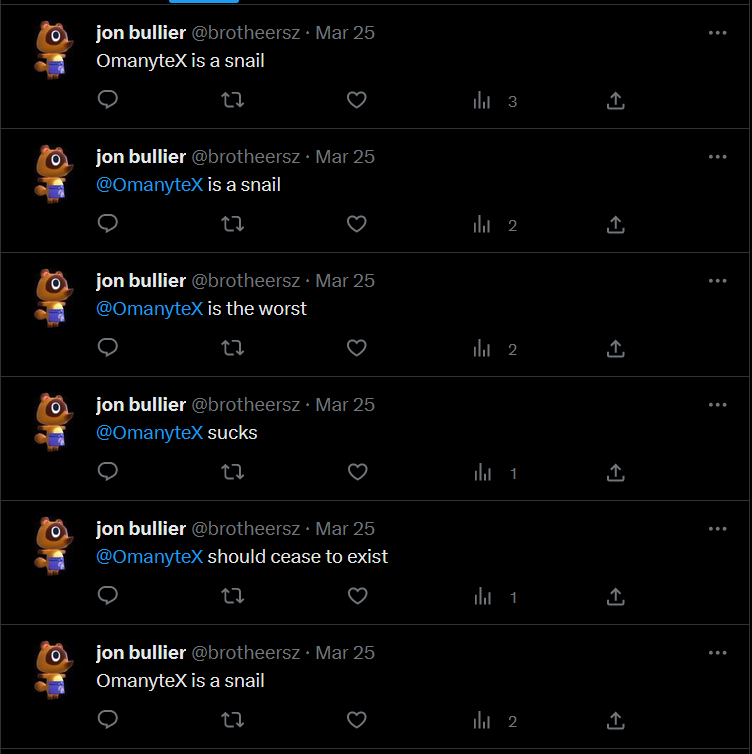 jon bullier @brotheersz · Mar 25
OmanyteX is a snail
3
jon bullier @brotheersz · Mar 25
@OmanyteX is a snail
2
jon bullier @brotheersz · Mar 25
@OmanyteX is the worst
2
jon bullier @brotheersz · Mar 25
@OmanyteX sucks
1
jon bullier @brotheersz · Mar 25
@OmanyteX should cease to exist
1
jon bullier @brotheersz · Mar 25
OmanyteX is a snail
2